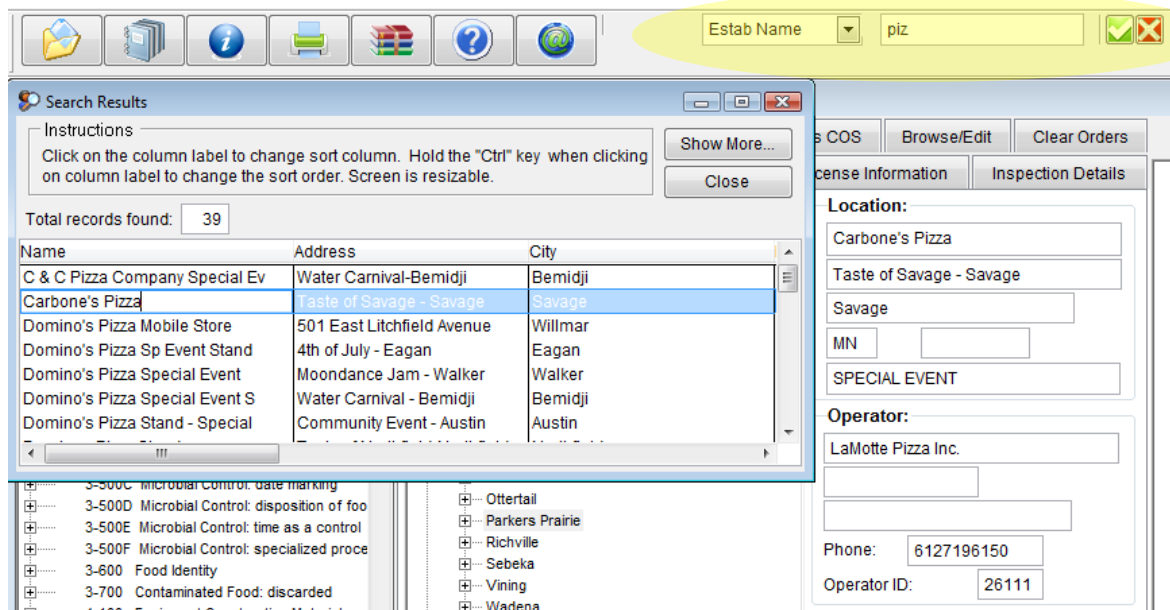 Estab Name piz
Search Results
Instructions
Click on the column label to change sort column. Hold the "Ctrl" key when clicking
on column label to change the sort order. Screen is resizable.
Show More...
Close
Total records found: 39
Name Address City
C & C Pizza Company Special Ev Water Carnival-Bemidji Bemidji
Carbone's Pizza Taste of Savage - Savage Savage
Domino's Pizza Mobile Store 501 East Litchfield Avenue Willmar
Domino's Pizza Sp Event Stand 4th of July - Eagan Eagan
Domino's Pizza Special Event Moondance Jam - Walker Walker
Domino's Pizza Special Event S Water Carnival - Bemidji Bemidji
Domino's Pizza Stand - Special Community Event - Austin Austin
s COS Browse/Edit Clear Orders
cense Information Inspection Details
Location:
Carbone's Pizza
Taste of Savage - Savage
Savage
MN
SPECIAL EVENT
Operator:
LaMotte Pizza Inc.
Phone: 6127196150
Operator ID: 26111
3-500C Microbial Control: date marking
3-500D Microbial Control: disposition of foo
3-500E Microbial Control: time as a control
3-500F Microbial Control: specialized proce
3-600 Food Identity
3-700 Contaminated Food: discarded
Ottertail
Parkers Prairie
Richville
Sebeka
Vining
Wadena